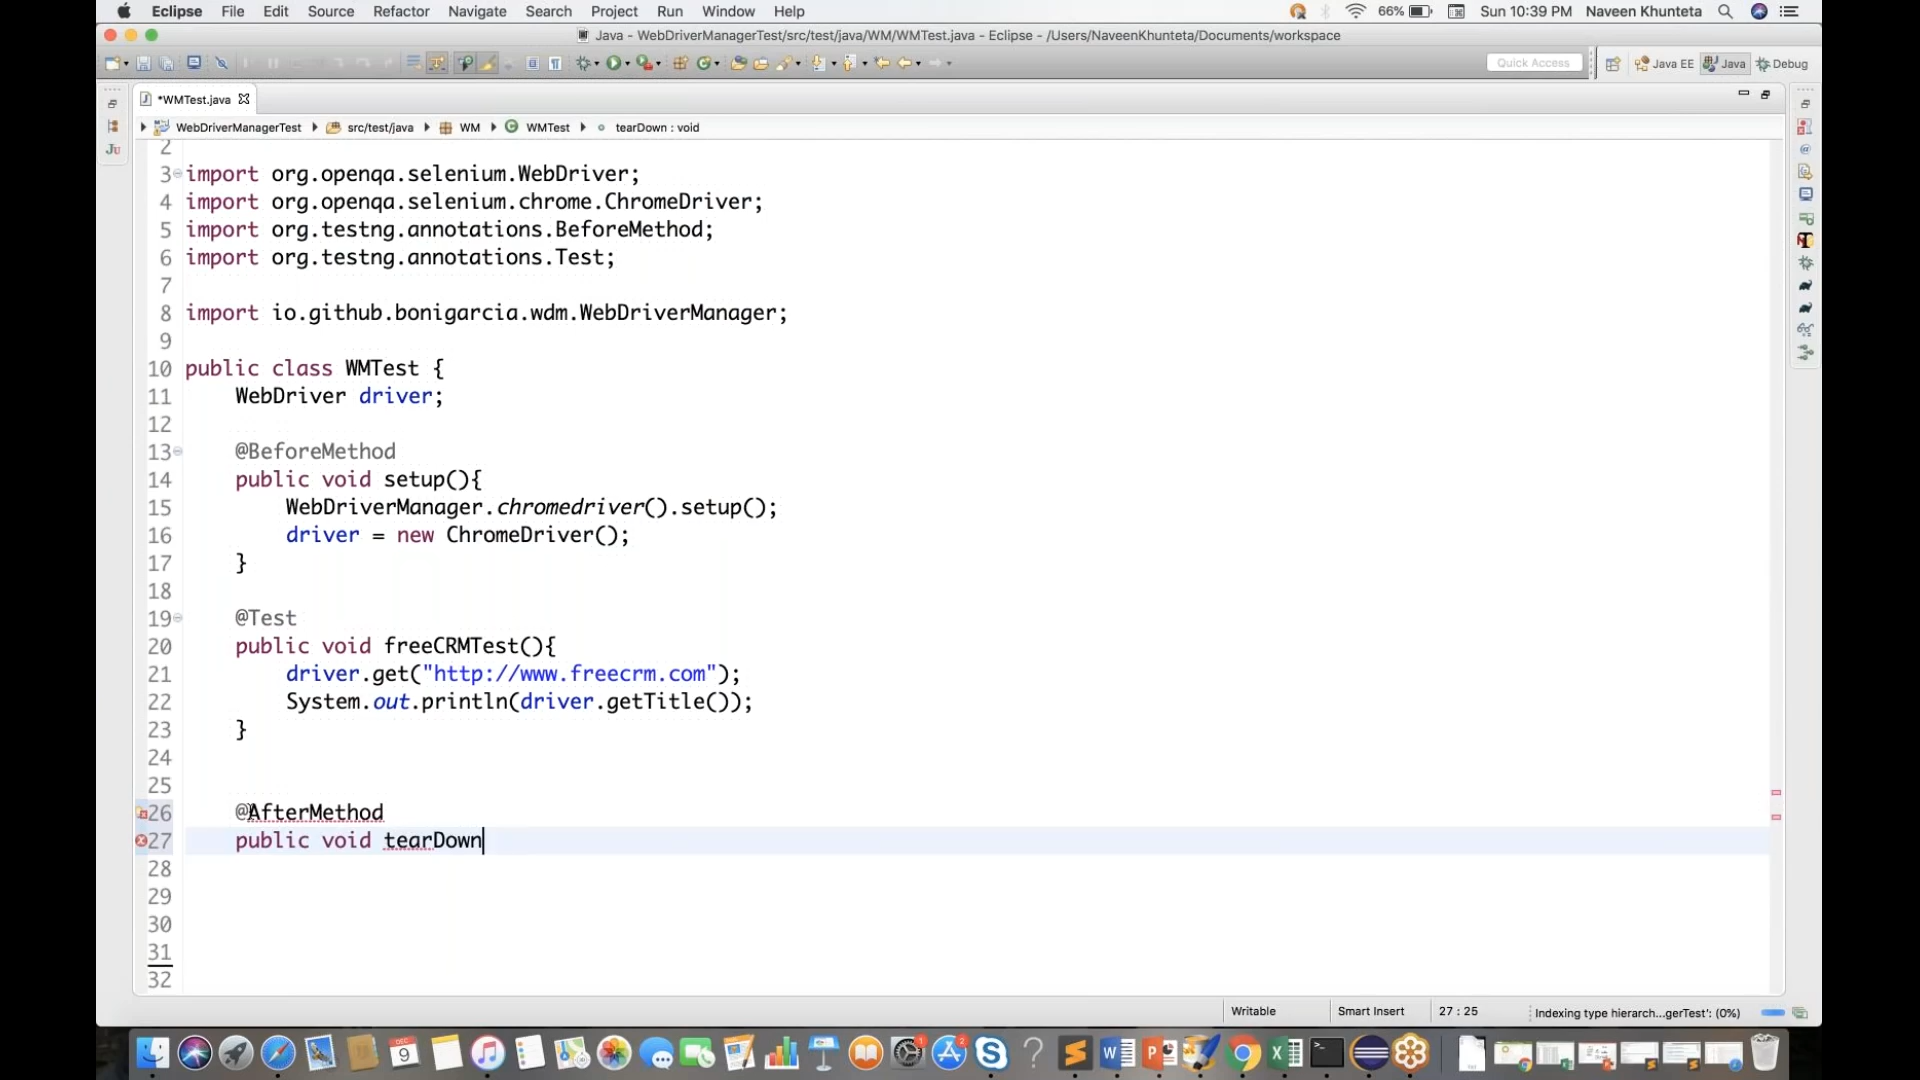 Eclipse File Edit Source Refactor Navigate Search Project Run Window Help 66% Sun 10:39 PM Naveen Khunteta
Java - WebDriverManagerTest/src/test/java/WM/WMTest.java - Eclipse - /Users/NaveenKhunteta/Documents/workspace
Quick Access Java EE Java Debug
*WMTest.java
WebDriverManagerTest src/test/java WM WMTest tearDown : void
2
3 import org.openqa.selenium.WebDriver;
4 import org.openqa.selenium.chrome.ChromeDriver;
5 import org.testng.annotations.BeforeMethod;
6 import org.testng.annotations.Test;
7
8 import io.github.bonigarcia.wdm.WebDriverManager;
9
10 public class WMTest {
11 WebDriver driver;
12
13 @BeforeMethod
14 public void setup(){
15 WebDriverManager.chromedriver().setup();
16 driver = new ChromeDriver();
17 }
18
19 @Test
20 public void freeCRMTest(){
21 driver.get("http://www.freecrm.com");
22 System.out.println(driver.getTitle());
23 }
24
25
26 @AfterMethod
27 public void tearDown
28
29
30
31
32
Writable Smart Insert 27 : 25 Indexing type hierarch...gerTest': (0%)